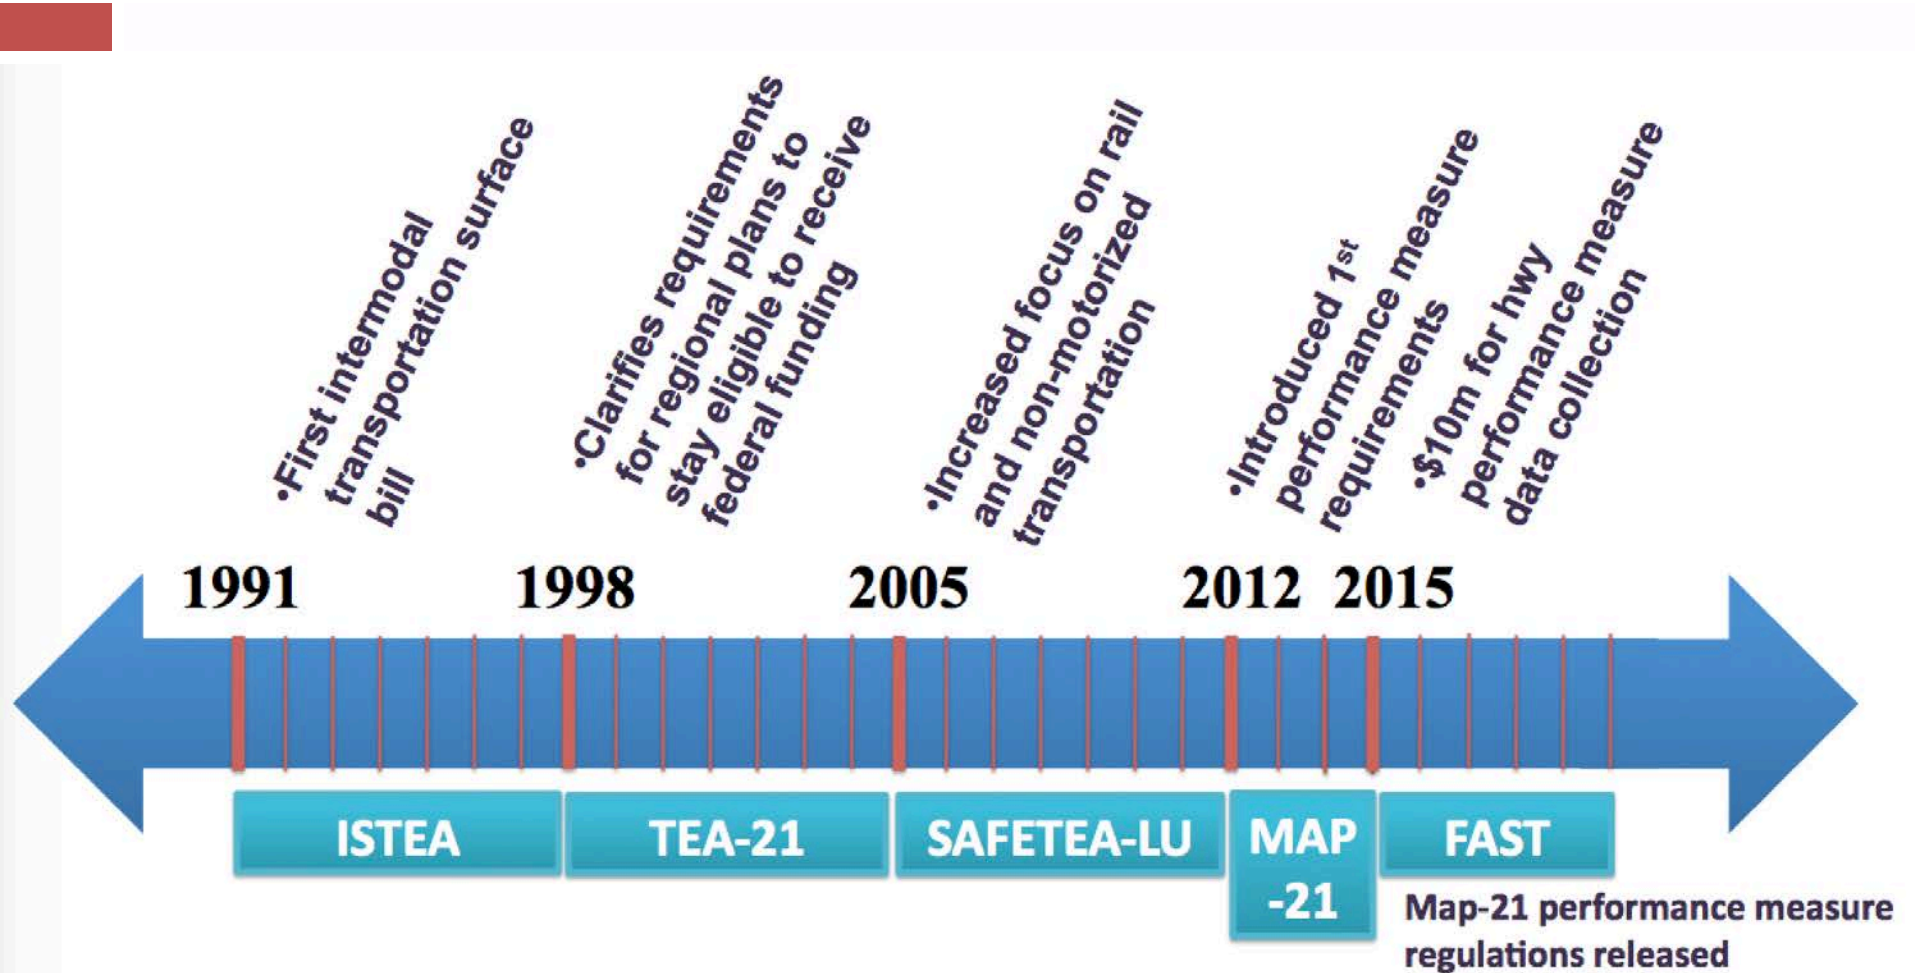 •First intermodal
transportation surface
bill
•Clarifies requirements
for regional plans to
stay eligible to receive
federal funding
•Increased focus on rail
and non-motorized
transportation
•Introduced 1st
performance measure
requirements
•$10m for hwy
performance measure
data collection
1991
1998
2005
2012
2015
ISTEA
TEA-21
SAFETEA-LU
MAP
-21
FAST
Map-21 performance measure
regulations released